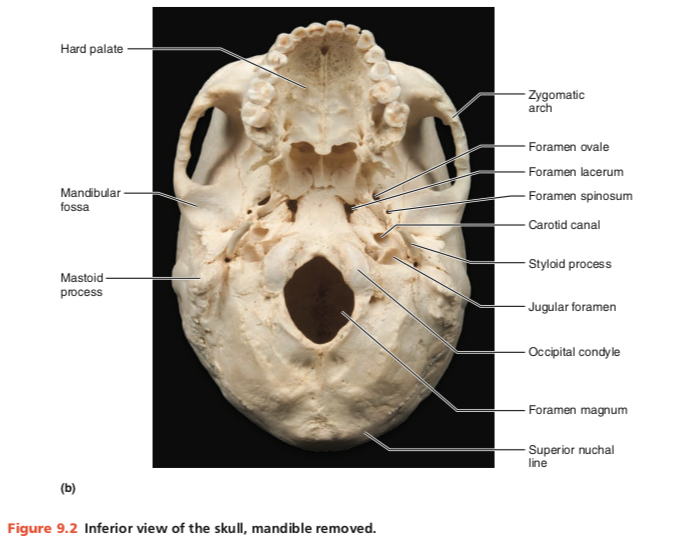 Hard palate
Zygomatic
arch
Foramen ovale
Foramen lacerum
Mandibular
fossa
Foramen spinosum
Carotid canal
Styloid process
Mastoid
process
Jugular foramen
Occipital condyle
Foramen magnum
Superior nuchal
line
(b)
Figure 9.2 Inferior view of the skull, mandible removed.